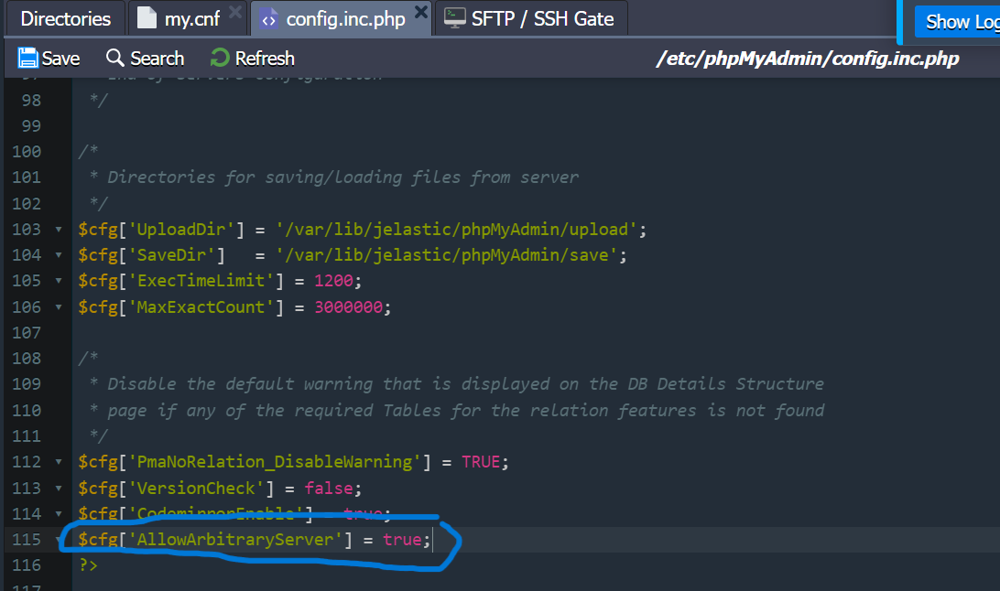 Directories my.cnf config.inc.php SFTP / SSH Gate Show Log
Save Search Refresh /etc/phpMyAdmin/config.inc.php
98 */
99
100 /*
101 * Directories for saving/loading files from server
102 */
103 $cfg['UploadDir'] = '/var/lib/jelastic/phpMyAdmin/upload';
104 $cfg['SaveDir']   = '/var/lib/jelastic/phpMyAdmin/save';
105 $cfg['ExecTimeLimit'] = 1200;
106 $cfg['MaxExactCount'] = 3000000;
107
108 /*
109 * Disable the default warning that is displayed on the DB Details Structure
110 * page if any of the required Tables for the relation features is not found
111 */
112 $cfg['PmaNoRelation_DisableWarning'] = TRUE;
113 $cfg['VersionCheck'] = false;
114 $cfg['CodemirrorEnable'] = true;
115 $cfg['AllowArbitraryServer'] = true;
116 ?>
117